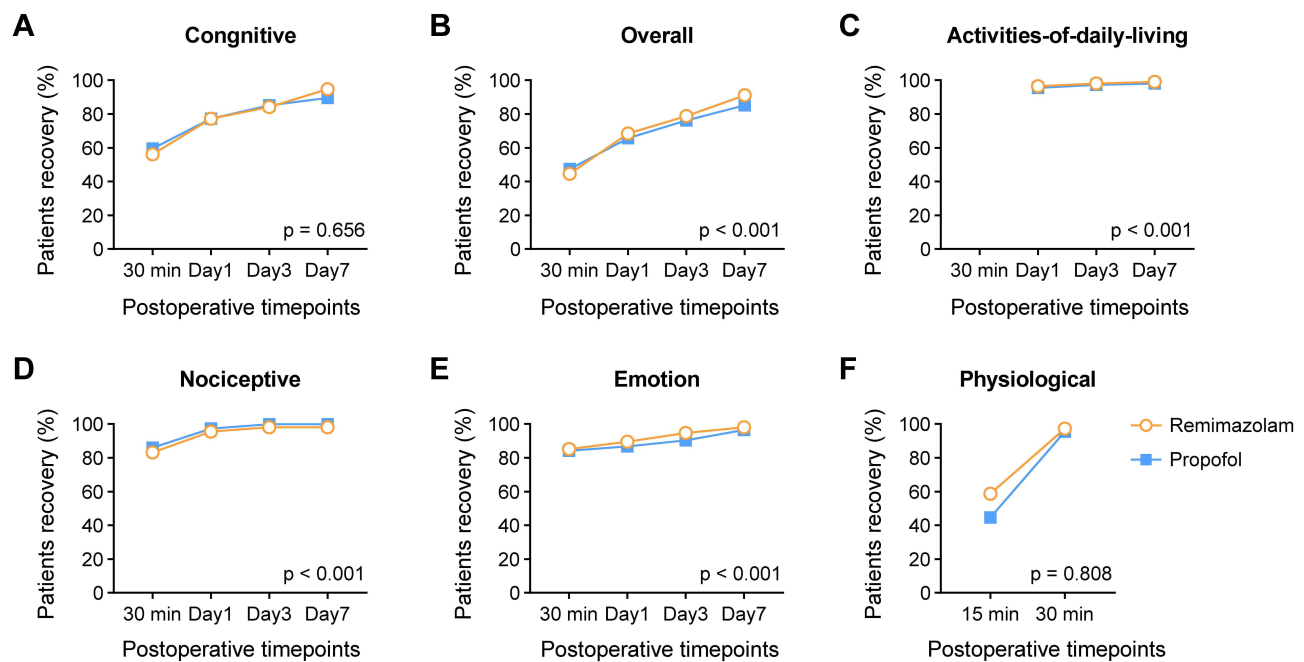 A
Congnitive
Patients recovery (%)
100
80
60
40
20
0
p = 0.656
30 min Day1 Day3 Day7
Postoperative timepoints
B
Overall
Patients recovery (%)
100
80
60
40
20
0
p < 0.001
30 min Day1 Day3 Day7
Postoperative timepoints
C
Activities-of-daily-living
Patients recovery (%)
100
80
60
40
20
0
p < 0.001
30 min Day1 Day3 Day7
Postoperative timepoints
D
Nociceptive
Patients recovery (%)
100
80
60
40
20
0
p < 0.001
30 min Day1 Day3 Day7
Postoperative timepoints
E
Emotion
Patients recovery (%)
100
80
60
40
20
0
p < 0.001
30 min Day1 Day3 Day7
Postoperative timepoints
F
Physiological
Patients recovery (%)
100
80
60
40
20
0
p = 0.808
15 min 30 min
Postoperative timepoints
Remimazolam
Propofol